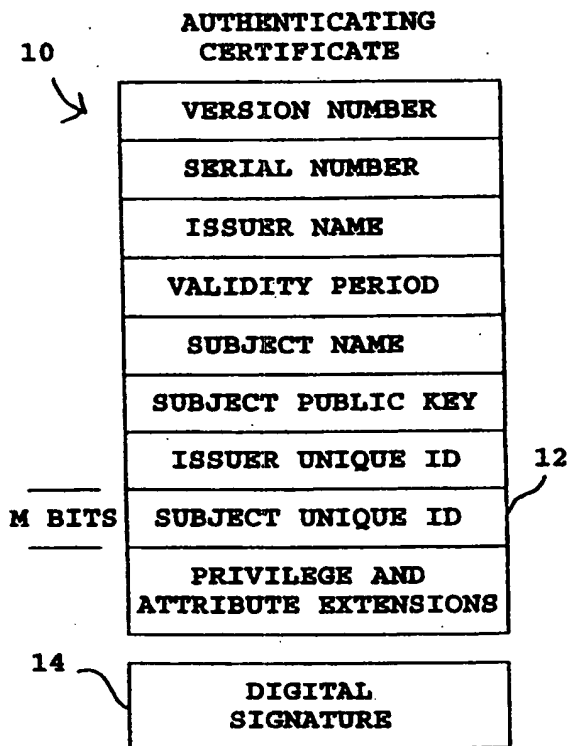 AUTHENTICATING
CERTIFICATE
10
VERSION NUMBER
SERIAL NUMBER
ISSUER NAME
VALIDITY PERIOD
SUBJECT NAME
SUBJECT PUBLIC KEY
ISSUER UNIQUE ID
12
M BITS
SUBJECT UNIQUE ID
PRIVILEGE AND
ATTRIBUTE EXTENSIONS
14
DIGITAL
SIGNATURE